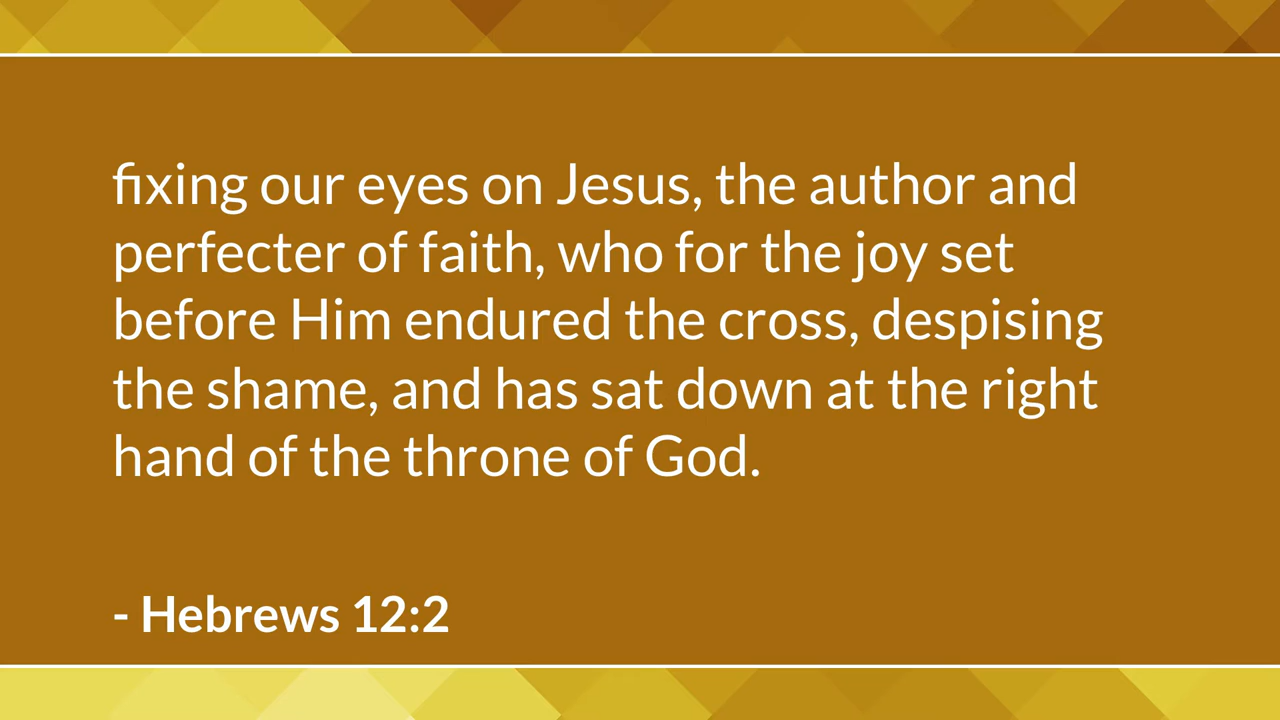 fixing our eyes on Jesus, the author and
perfecter of faith, who for the joy set
before Him endured the cross, despising
the shame, and has sat down at the right
hand of the throne of God.
- Hebrews 12:2